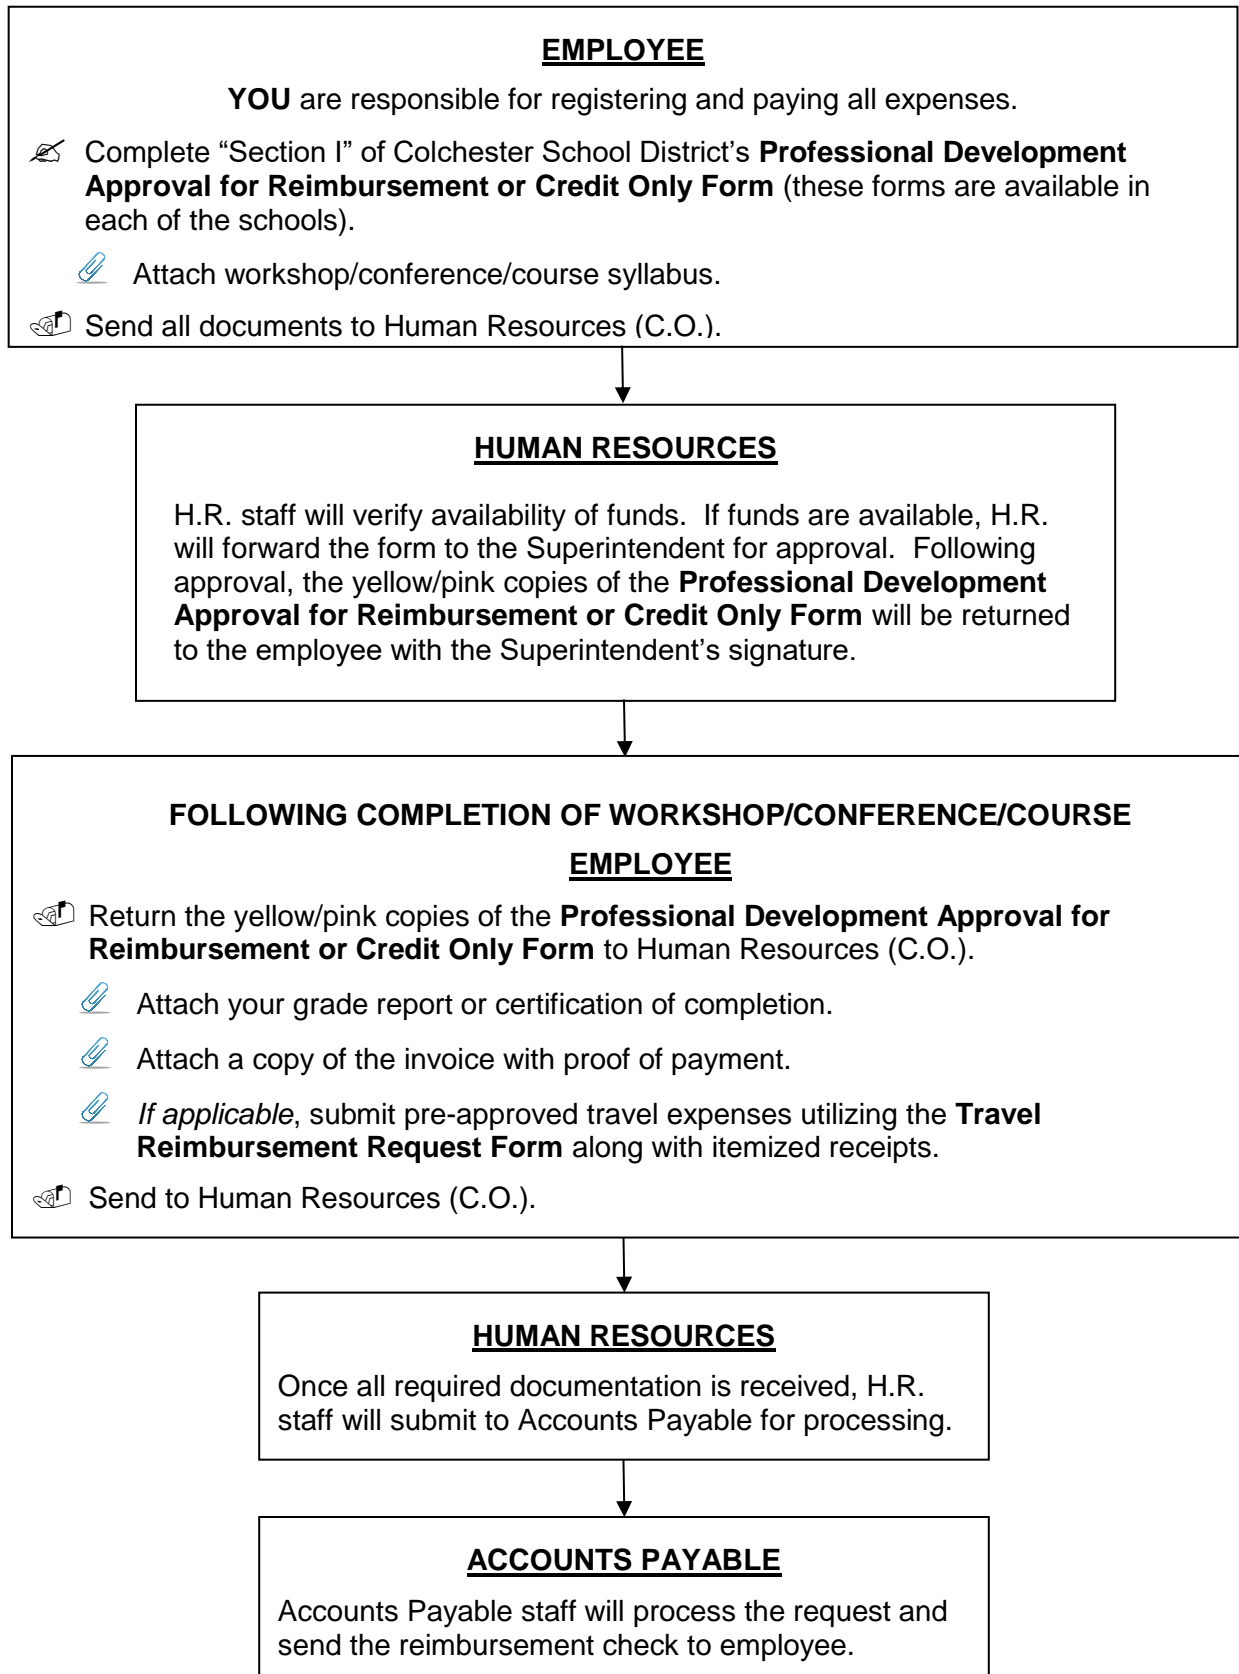 EMPLOYEE
YOU are responsible for registering and paying all expenses.
Complete “Section I” of Colchester School District’s Professional Development
Approval for Reimbursement or Credit Only Form (these forms are available in
each of the schools).
Attach workshop/conference/course syllabus.
Send all documents to Human Resources (C.O.).
HUMAN RESOURCES
H.R. staff will verify availability of funds.  If funds are available, H.R.
will forward the form to the Superintendent for approval.  Following
approval, the yellow/pink copies of the Professional Development
Approval for Reimbursement or Credit Only Form will be returned
to the employee with the Superintendent’s signature.
FOLLOWING COMPLETION OF WORKSHOP/CONFERENCE/COURSE
EMPLOYEE
Return the yellow/pink copies of the Professional Development Approval for
Reimbursement or Credit Only Form to Human Resources (C.O.).
Attach your grade report or certification of completion.
Attach a copy of the invoice with proof of payment.
If applicable, submit pre-approved travel expenses utilizing the Travel
Reimbursement Request Form along with itemized receipts.
Send to Human Resources (C.O.).
HUMAN RESOURCES
Once all required documentation is received, H.R.
staff will submit to Accounts Payable for processing.
ACCOUNTS PAYABLE
Accounts Payable staff will process the request and
send the reimbursement check to employee.